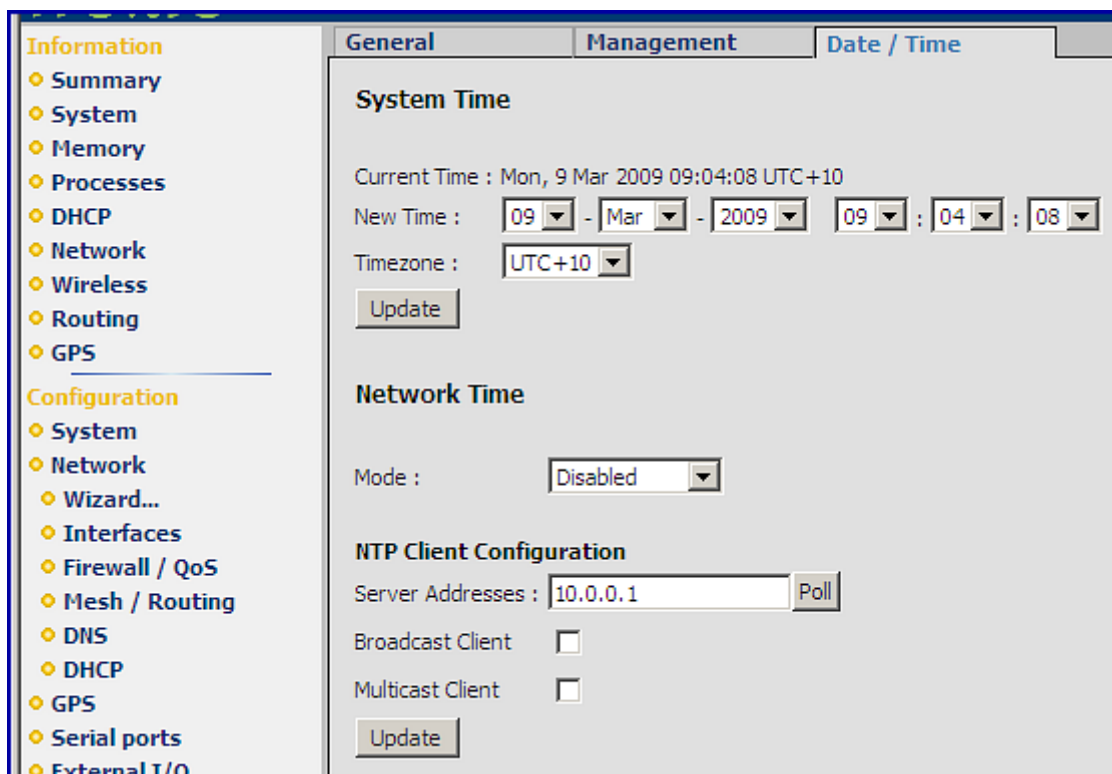 Information
Summary
System
Memory
Processes
DHCP
Network
Wireless
Routing
GPS
Configuration
System
Network
Wizard...
Interfaces
Firewall / QoS
Mesh / Routing
DNS
DHCP
GPS
Serial ports
External I/O
General Management Date / Time
System Time
Current Time : Mon, 9 Mar 2009 09:04:08 UTC+10
New Time : 09 - Mar - 2009 09 : 04 : 08
Timezone : UTC+10
Update
Network Time
Mode : Disabled
NTP Client Configuration
Server Addresses : 10.0.0.1 Poll
Broadcast Client
Multicast Client
Update